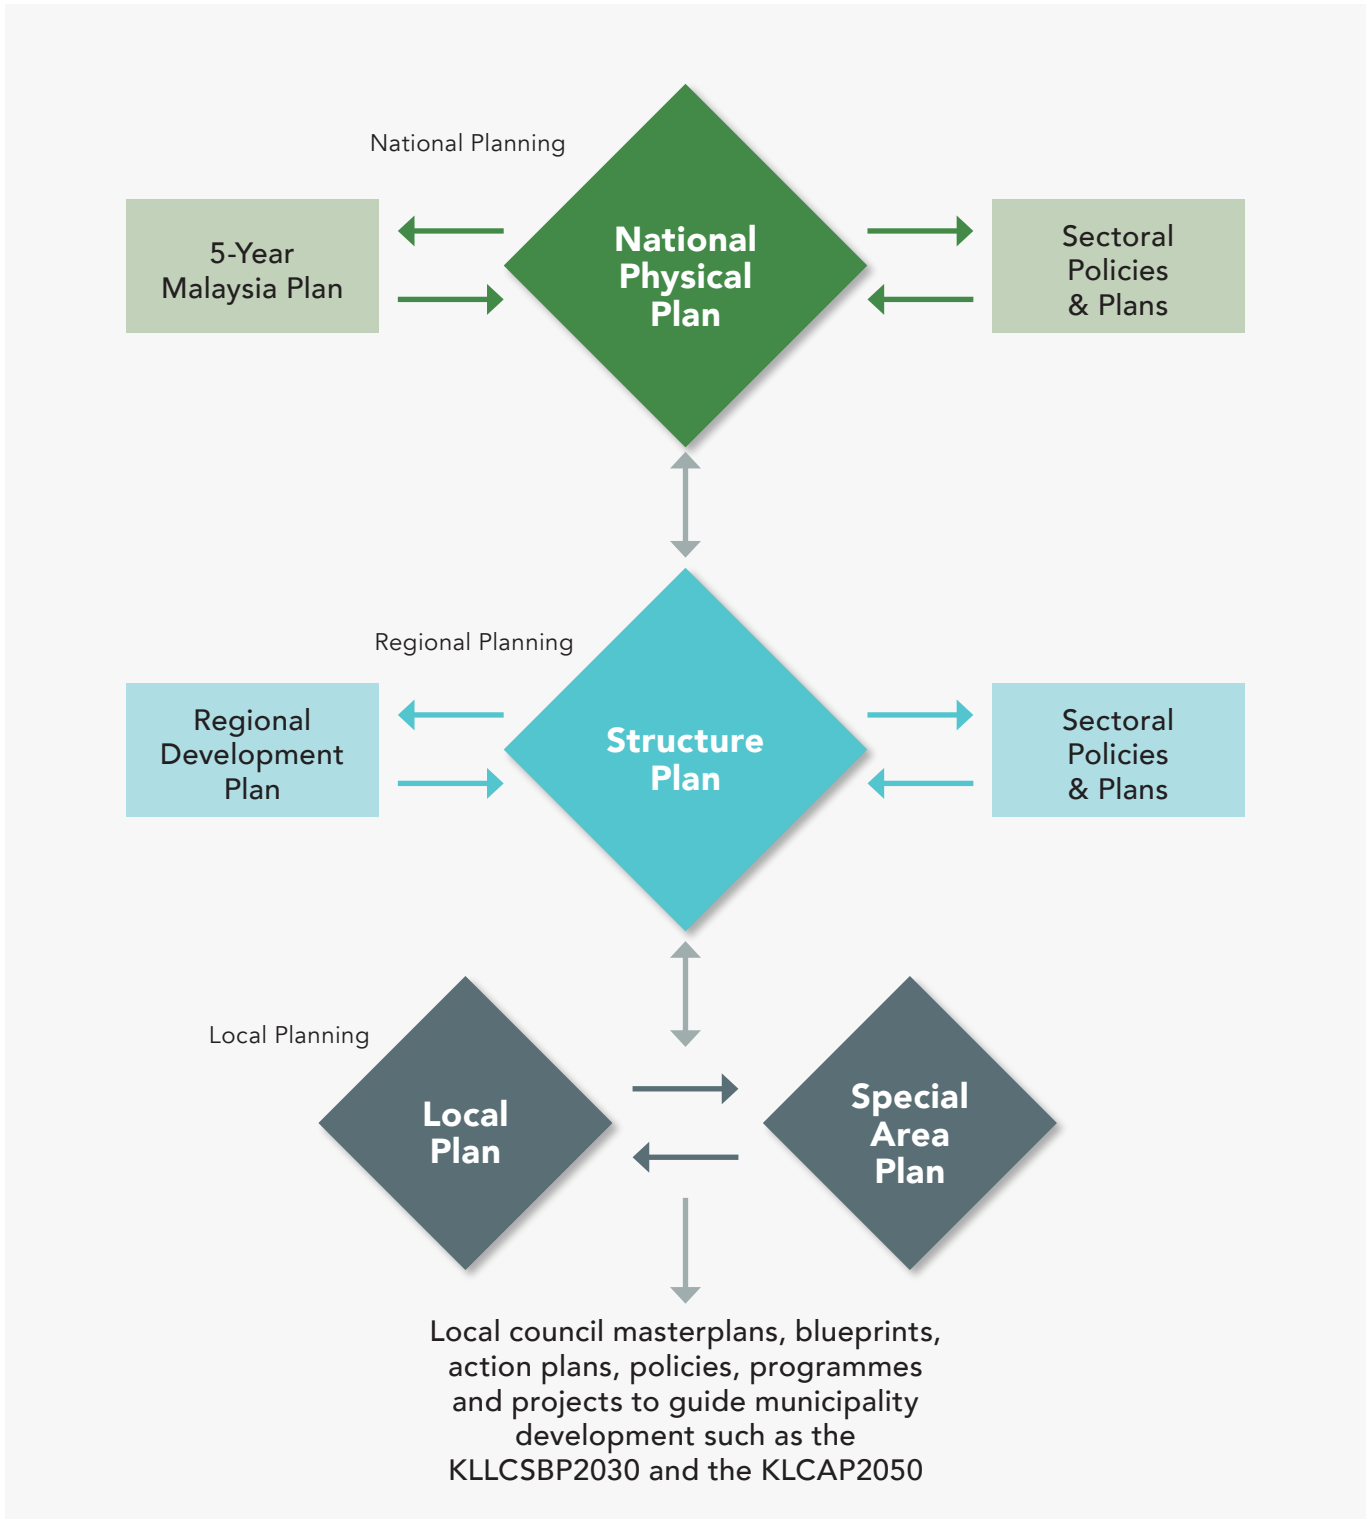 National Planning
5-Year
Malaysia Plan
National
Physical
Plan
Sectoral
Policies
& Plans
Regional Planning
Regional
Development
Plan
Structure
Plan
Sectoral
Policies
& Plans
Local Planning
Local
Plan
Special
Area
Plan
Local council masterplans, blueprints,
action plans, policies, programmes
and projects to guide municipality
development such as the
KLLCSBP2030 and the KLCAP2050